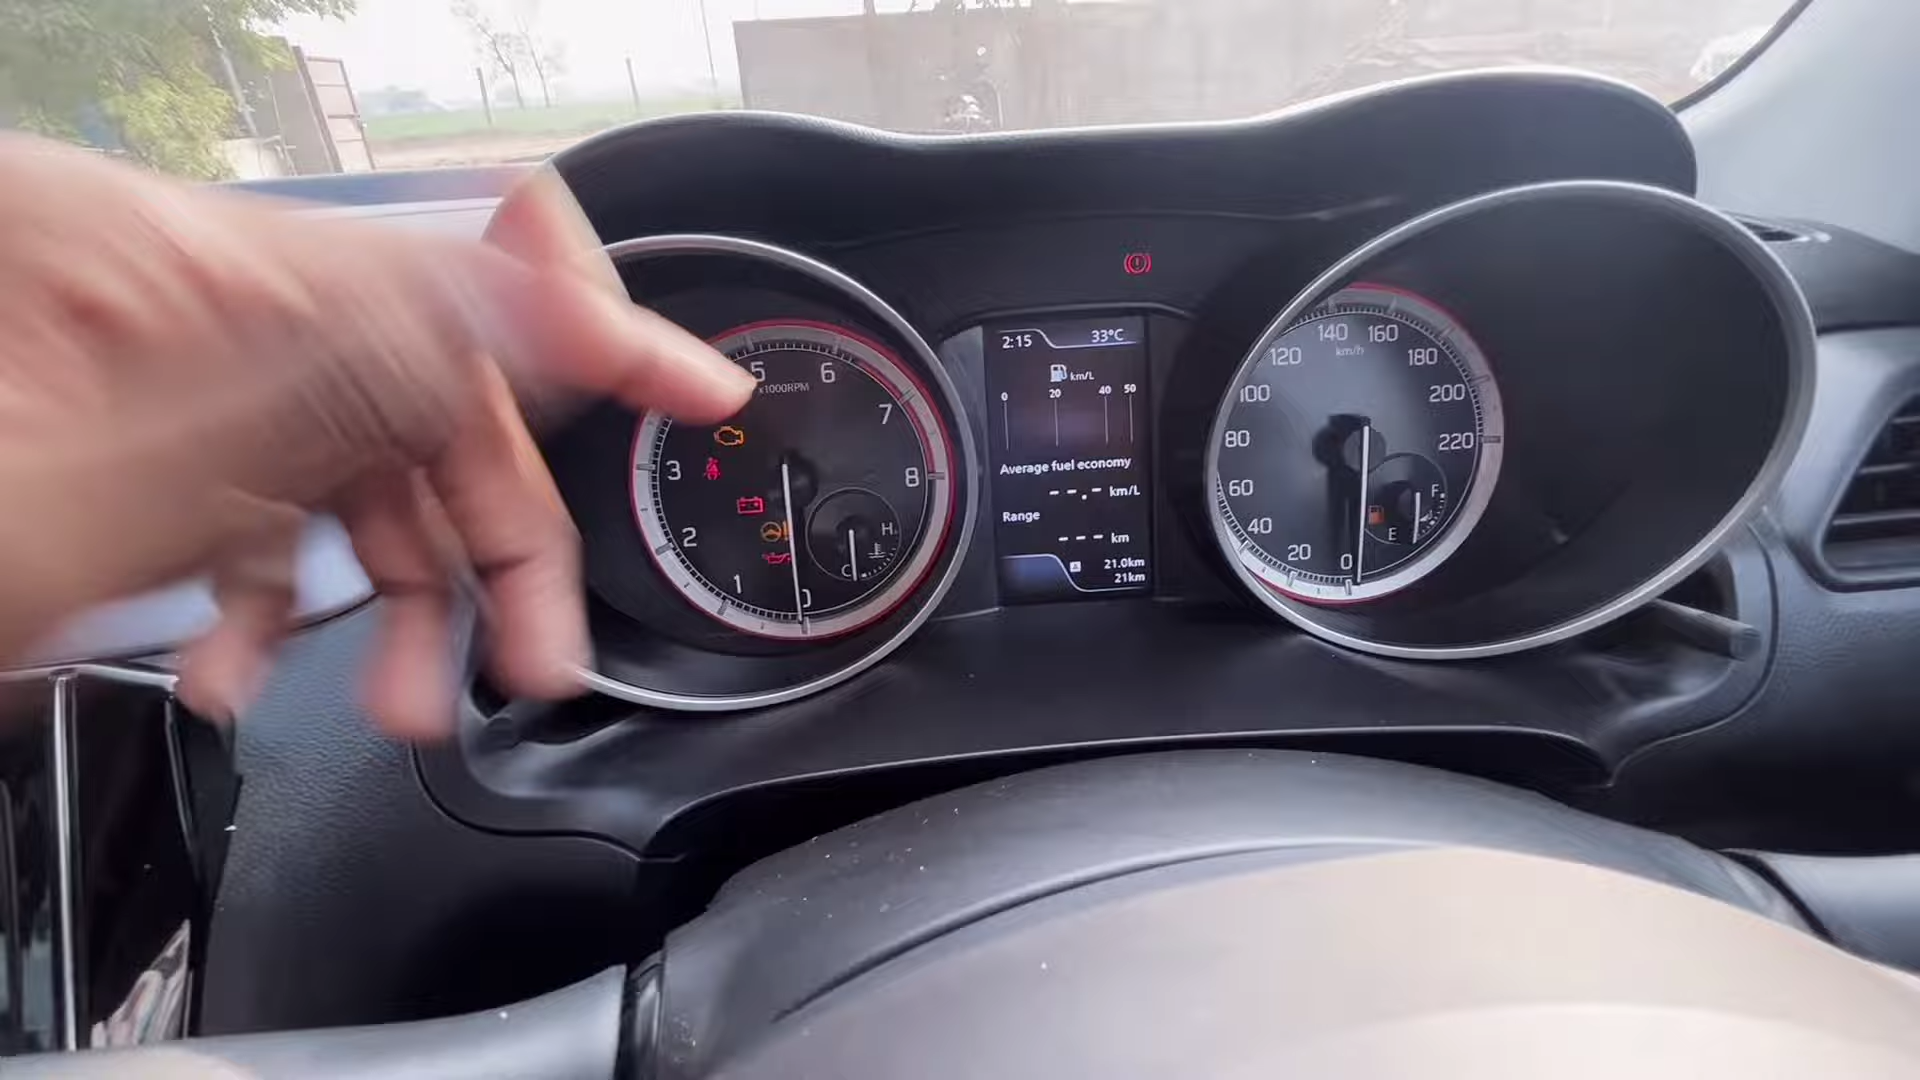 5
6
x1000RPM
7
3
8
2
H
1
C
0
2:15 33°C
km/L
0 20 40 50
Average fuel economy
--.- km/L
Range
--- km
A 21.0km
21km
140 160
km/h
120 180
100 200
80 220
60 F
40 E
20 0